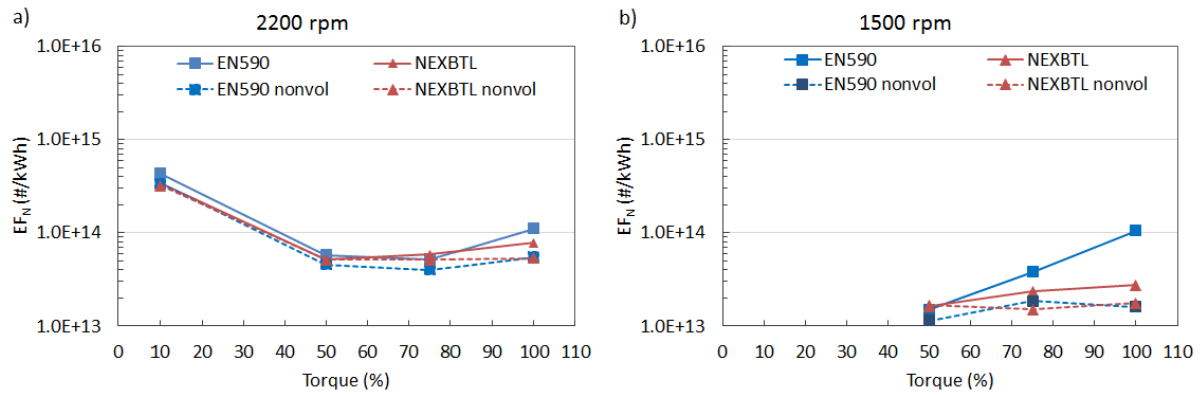 a)
2200 rpm
EN590
NEXBTL
EN590 nonvol
NEXBTL nonvol
1.0E+16
1.0E+15
1.0E+14
1.0E+13
EF_N (#/kWh)
0 10 20 30 40 50 60 70 80 90 100 110
Torque (%)
b)
1500 rpm
EN590
NEXBTL
EN590 nonvol
NEXBTL nonvol
1.0E+16
1.0E+15
1.0E+14
1.0E+13
EF_N (#/kWh)
0 10 20 30 40 50 60 70 80 90 100 110
Torque (%)